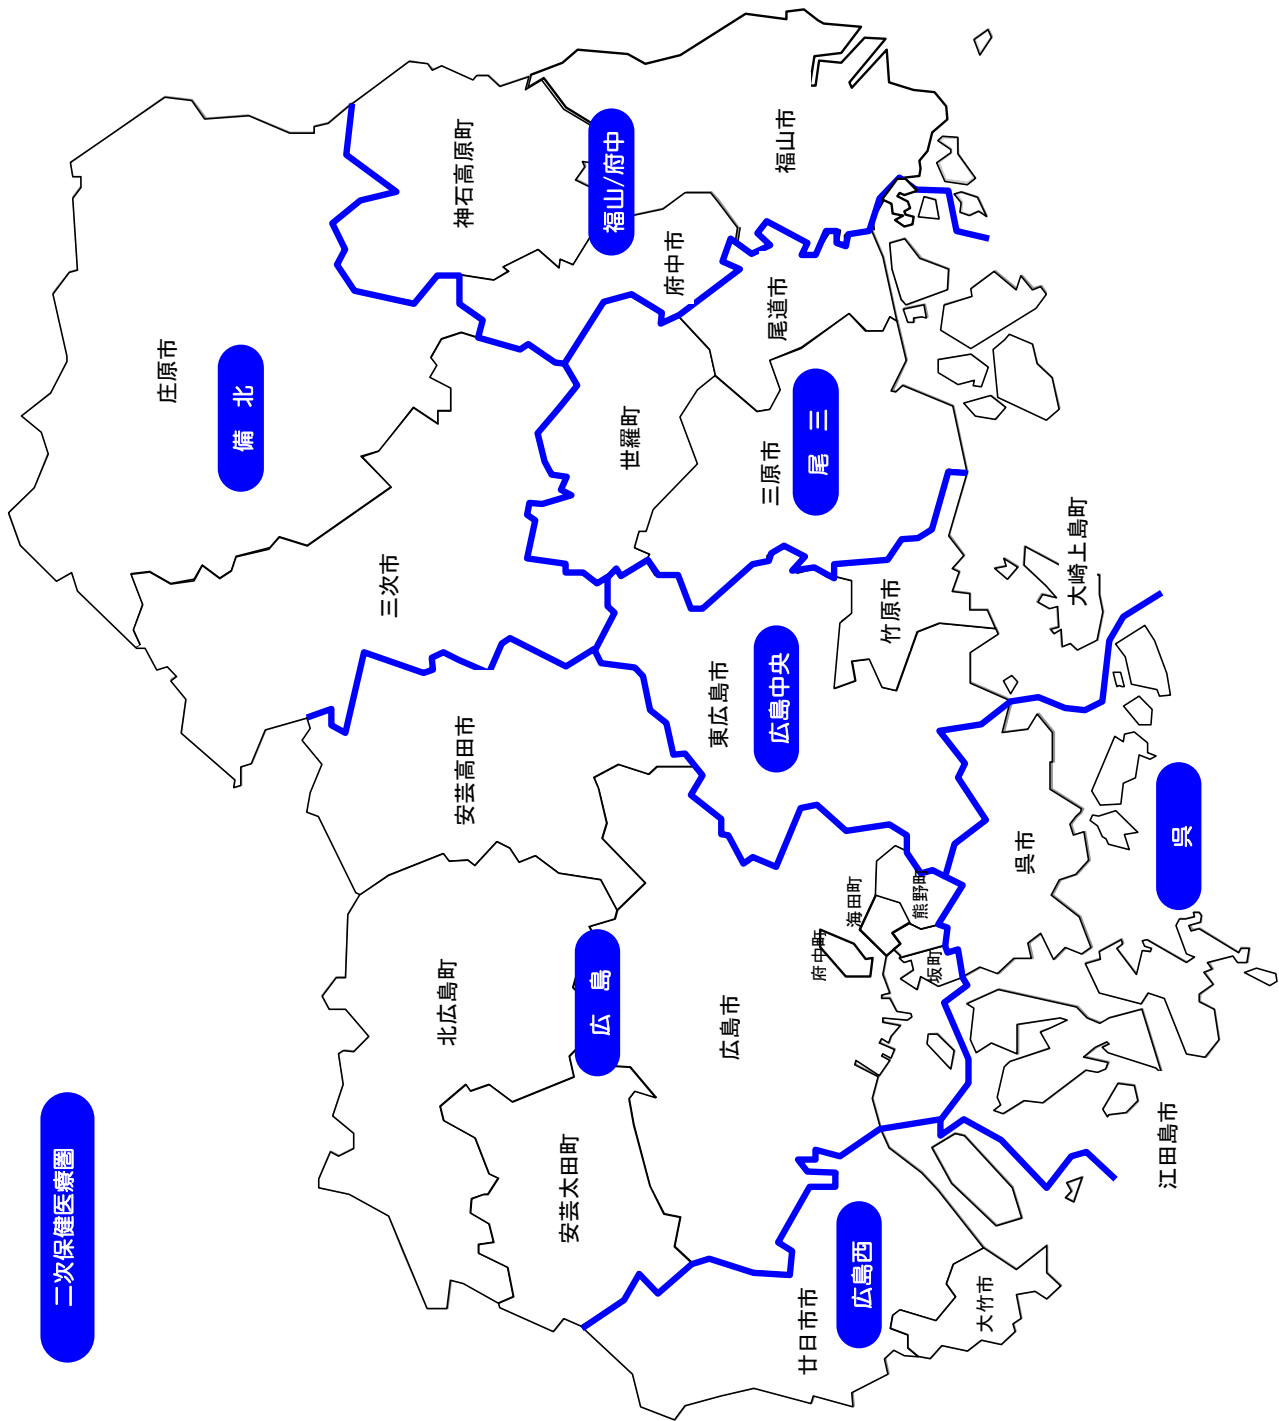 二次保健医療圏
庄原市
備 北
三次市
神石高原町
福山/府中
福山市
府中市
尾道市
世羅町
三原市
尾 三
大崎上島町
竹原市
東広島市
広島中央
安芸高田市
北広島町
広 島
広島市
安芸太田町
海田町
熊野町
府中町
坂町
呉市
呉
江田島市
廿日市市
広島西
大竹市